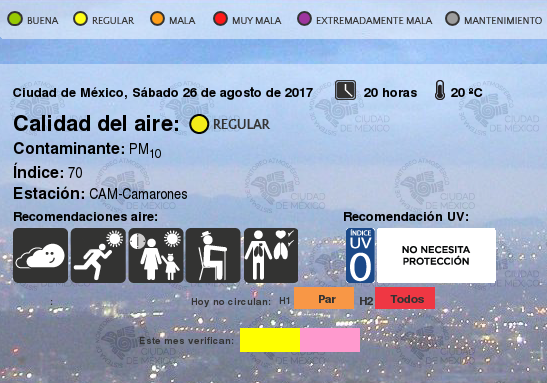 BUENA REGULAR MALA MUY MALA EXTREMADAMENTE MALA MANTENIMIENTO
Ciudad de México, Sábado 26 de agosto de 2017 20 horas 20 ºC
Calidad del aire: REGULAR
Contaminante: PM10
Índice: 70
Estación: CAM-Camarones
Recomendaciones aire: Recomendación UV:
ÍNDICE
UV
0
NO NECESITA
PROTECCIÓN
: Hoy no circulan: H1 Par H2 Todos
Este mes verifican:
CIUDAD
DE MÉXICO